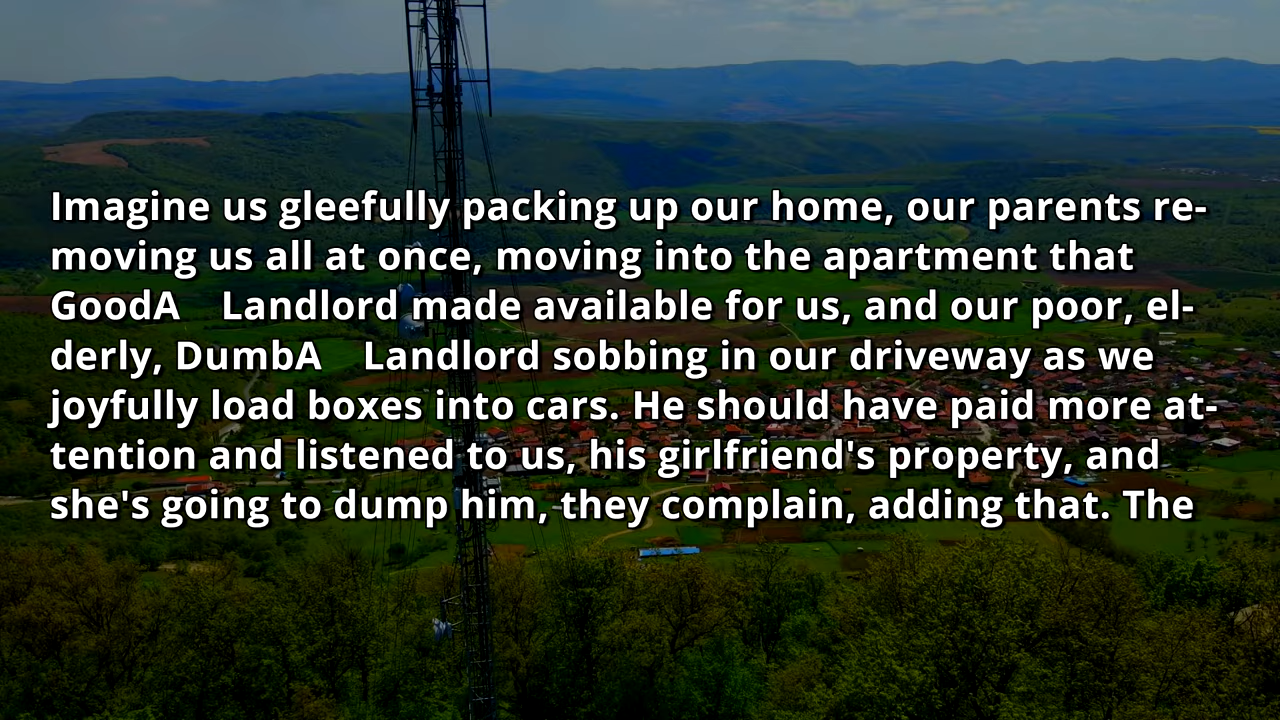 Imagine us gleefully packing up our home, our parents re-
moving us all at once, moving into the apartment that
GoodA    Landlord made available for us, and our poor, el-
derly, DumbA    Landlord sobbing in our driveway as we
joyfully load boxes into cars. He should have paid more at-
tention and listened to us, his girlfriend's property, and
she's going to dump him, they complain, adding that. The